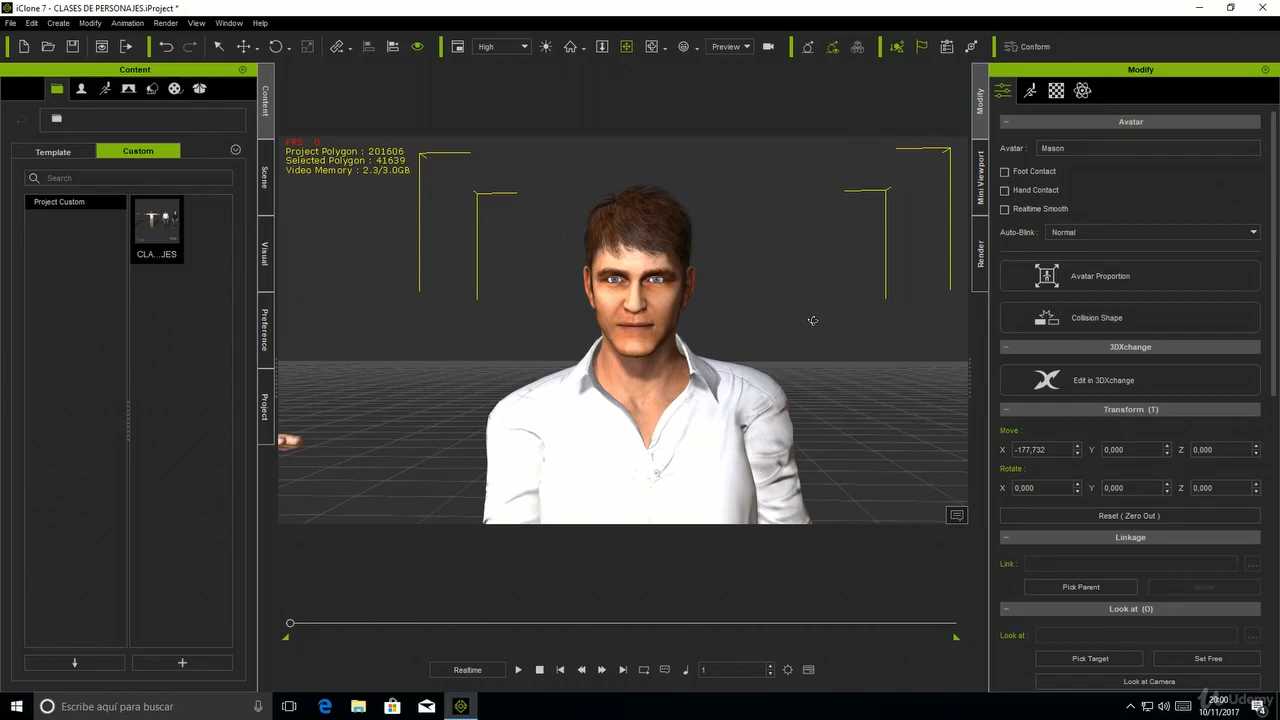 iClone 7 - CLASES DE PERSONAJES.iProject *
File Edit Create Modify Animation Render View Window Help
High
Preview
Conform
Content
Modify
Template Custom
Search
Project Custom
CLA...JES
Content
Scene
Visual
Preference
Project
FPS : 0
Project Polygon : 201606
Selected Polygon : 41639
Video Memory : 2.3/3.0GB
Modify
Mini Viewport
Render
Avatar
Avatar : Mason
Foot Contact
Hand Contact
Realtime Smooth
Auto-Blink : Normal
Avatar Proportion
Collision Shape
3DXchange
Edit in 3DXchange
Transform (T)
Move :
X -177,732 Y 0,000 Z 0,000
Rotate :
X 0,000 Y 0,000 Z 0,000
Reset ( Zero Out )
Linkage
Link :
Pick Parent Unlink
Look at (O)
Look at :
Pick Target Set Free
Look at Camera
Realtime
1
Escribe aquí para buscar
20:00
10/11/2017
4
Udemy